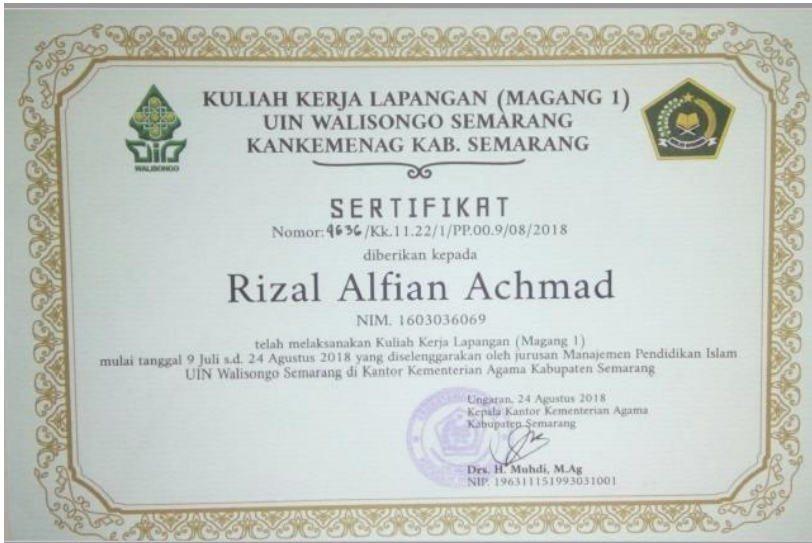 KULIAH KERJA LAPANGAN (MAGANG 1)
UIN WALISONGO SEMARANG
KANKEMENAG KAB. SEMARANG
UIN
WALISONGO
SERTIFIKAT
Nomor: 4636/Kk.11.22/1/PP.00.9/08/2018
diberikan kepada
Rizal Alfian Achmad
NIM. 1603036069
telah melaksanakan Kuliah Kerja Lapangan (Magang 1)
mulai tanggal 9 Juli s.d. 24 Agustus 2018 yang diselenggarakan oleh jurusan Manajemen Pendidikan Islam
UIN Walisongo Semarang di Kantor Kementerian Agama Kabupaten Semarang
Ungaran, 24 Agustus 2018
Kepala Kantor Kementerian Agama
Kabupaten Semarang
Drs. H. Muhdi, M.Ag
NIP. 196311151993031001